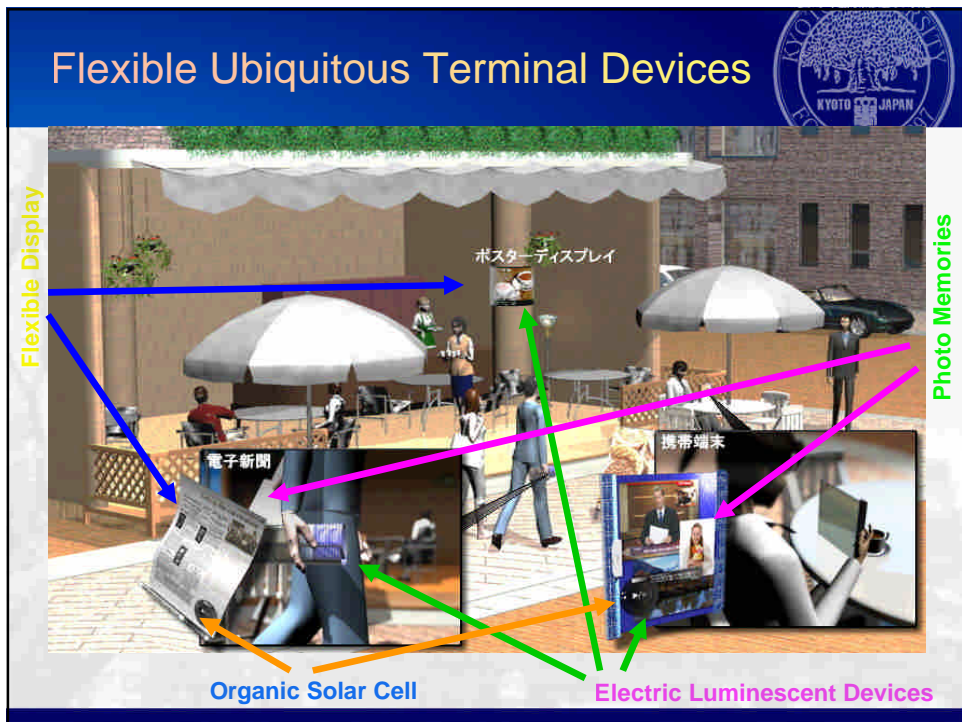 Flexible Ubiquitous Terminal Devices
KYOTO JAPAN
Flexible Display
ポスターディスプレイ
Photo Memories
電子新聞
携帯端末
Organic Solar Cell
Electric Luminescent Devices